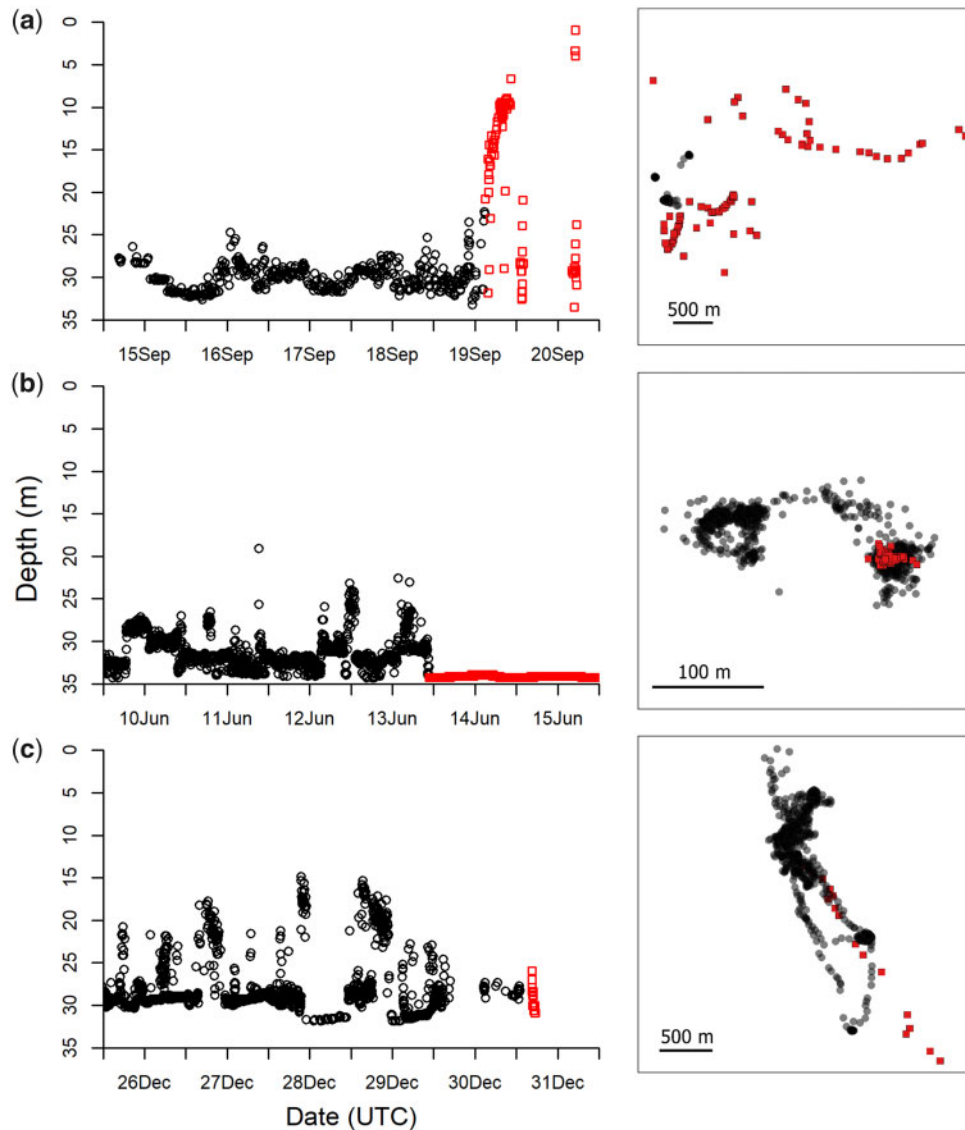 (a)
0
5
10
15
20
25
30
35
15Sep 16Sep 17Sep 18Sep 19Sep 20Sep
500 m
(b)
0
5
10
15
20
25
30
35
10Jun 11Jun 12Jun 13Jun 14Jun 15Jun
100 m
Depth (m)
(c)
0
5
10
15
20
25
30
35
26Dec 27Dec 28Dec 29Dec 30Dec 31Dec
500 m
Date (UTC)